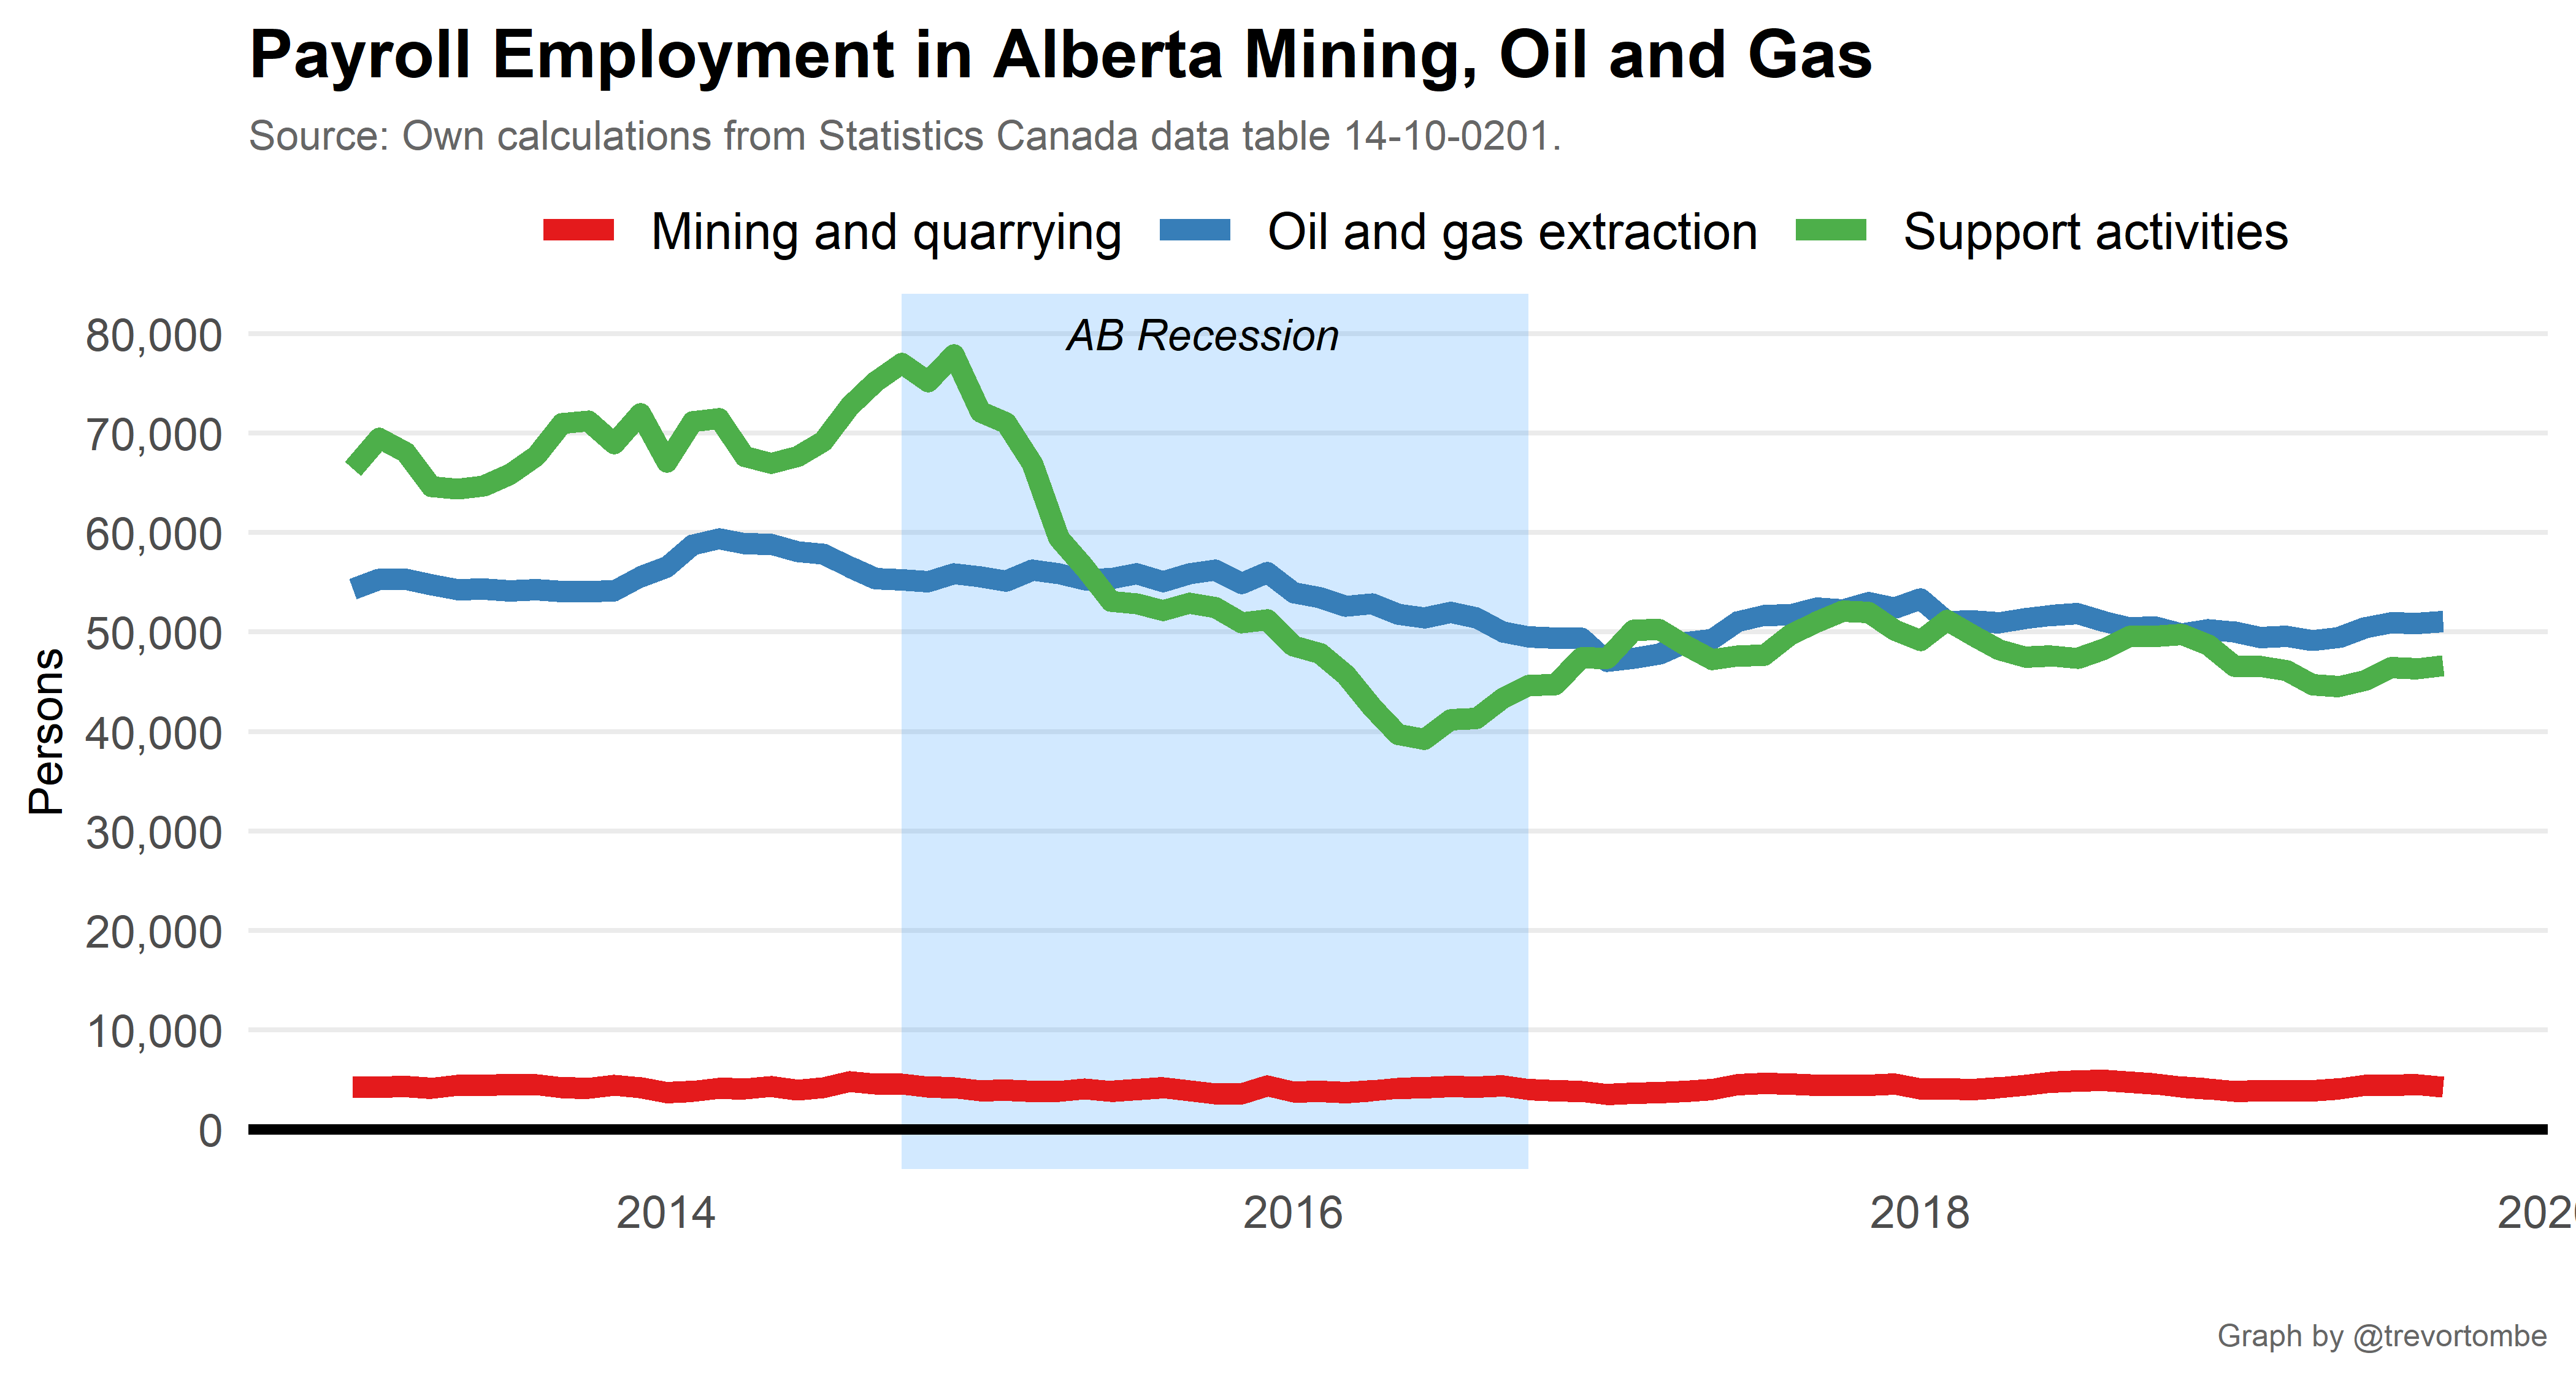 Payroll Employment in Alberta Mining, Oil and Gas
Source: Own calculations from Statistics Canada data table 14-10-0201.
Mining and quarrying
Oil and gas extraction
Support activities
AB Recession
80,000
70,000
60,000
50,000
40,000
30,000
20,000
10,000
0
Persons
2014
2016
2018
Graph by @trevortombe